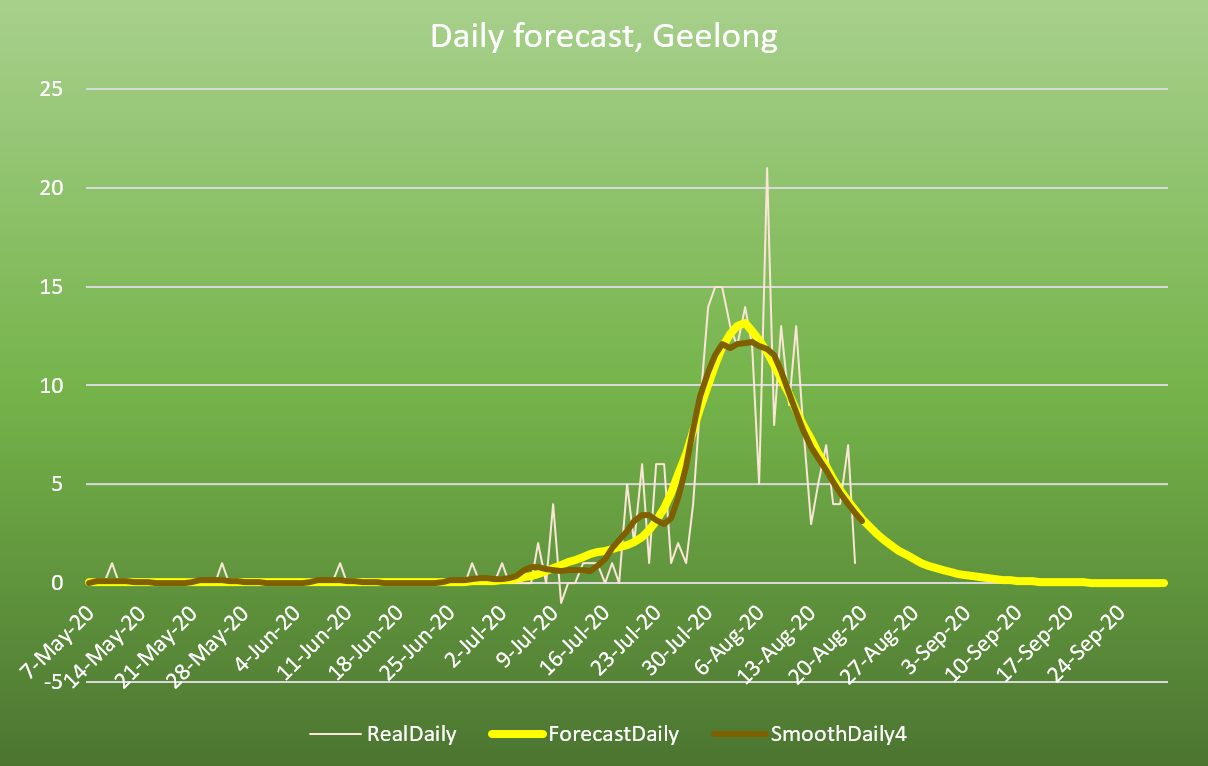 Daily forecast, Geelong
25
20
15
10
5
0
-5
7-May-20
14-May-20
21-May-20
28-May-20
4-Jun-20
11-Jun-20
18-Jun-20
25-Jun-20
2-Jul-20
9-Jul-20
16-Jul-20
23-Jul-20
30-Jul-20
6-Aug-20
13-Aug-20
20-Aug-20
27-Aug-20
3-Sep-20
10-Sep-20
17-Sep-20
24-Sep-20
RealDaily ForecastDaily SmoothDaily4